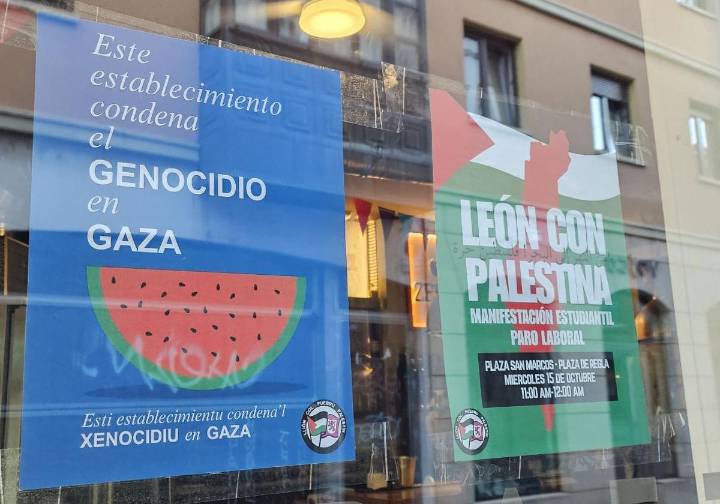 Este
establecimiento
condena
el
GENOCIDIO
en
GAZA
Esti establecimientu condena'l
XENOCIDIU en GAZA
LEÓN CON
PALESTINA
MANIFESTACIÓN ESTUDIANTIL
PARO LABORAL
PLAZA SAN MARCOS - PLAZA DE REGLA
MIERCOLES 15 DE OCTUBRE
11:00 AM-12:00 AM